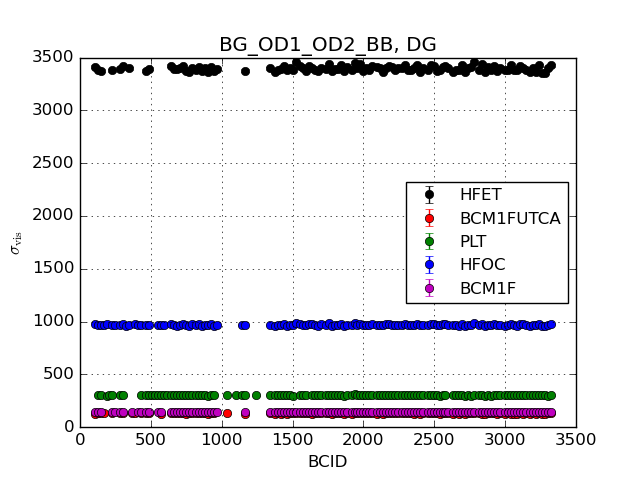 BG_OD1_OD2_BB, DG
3500
3000
2500
2000
1500
1000
500
0
σvis
HFET
BCM1FUTCA
PLT
HFOC
BCM1F
0 500 1000 1500 2000 2500 3000 3500
BCID